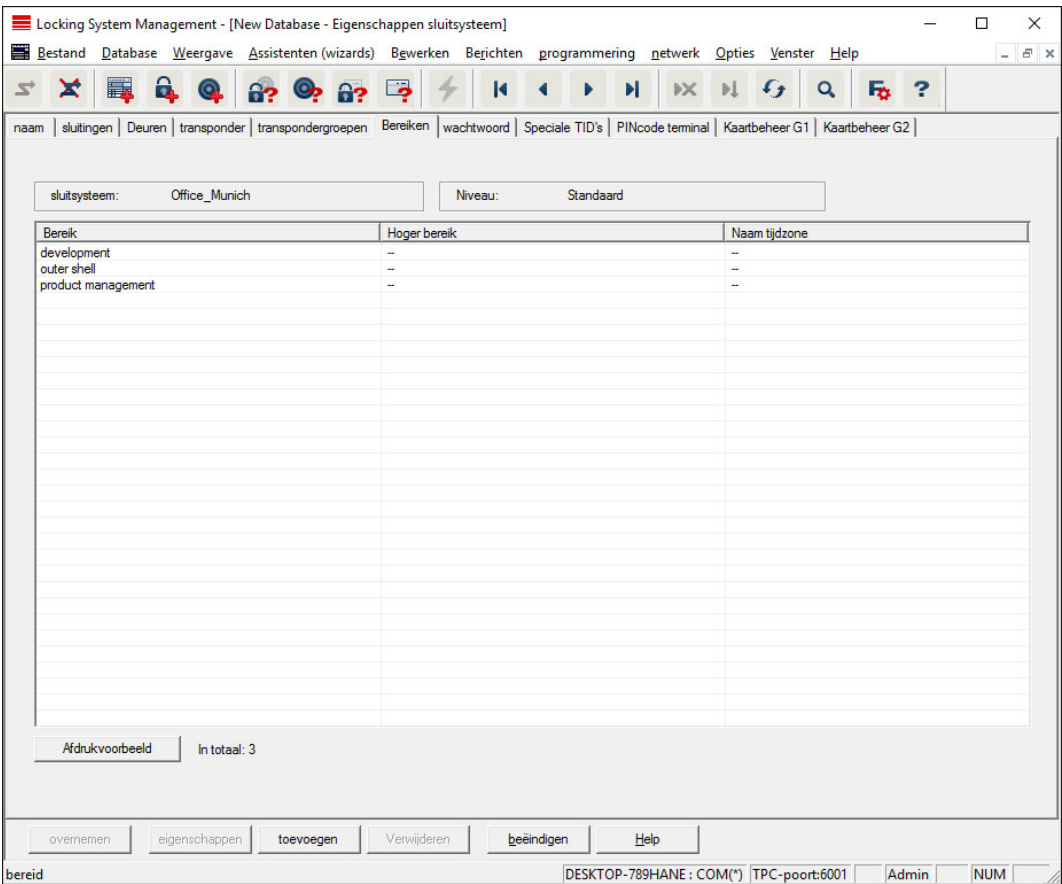 Locking System Management - [New Database - Eigenschappen sluitsysteem]
Bestand Database Weergave Assistenten (wizards) Bewerken Berichten programmering netwerk Opties Venster Help
naam sluitingen Deuren transponder transpondergroepen Bereiken wachtwoord Speciale TID's PINcode terminal Kaartbeheer G1 Kaartbeheer G2
sluitsysteem: Office_Munich Niveau: Standaard
Bereik Hoger bereik Naam tijdzone
development -- --
outer shell -- --
product management -- --
Afdrukvoorbeeld In totaal: 3
overnemen eigenschappen toevoegen Verwijderen beëindigen Help
bereid DESKTOP-789HANE : COM(*) TPC-poort:6001 Admin NUM